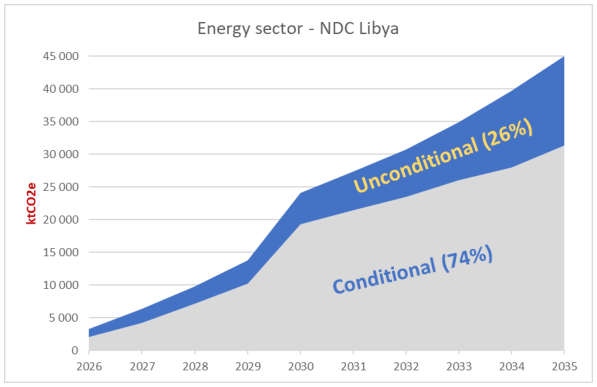 Energy sector - NDC Libya
45 000
40 000
35 000
30 000
25 000
20 000
15 000
10 000
5 000
0
ktCO2e
Unconditional (26%)
Conditional (74%)
2026 2027 2028 2029 2030 2031 2032 2033 2034 2035